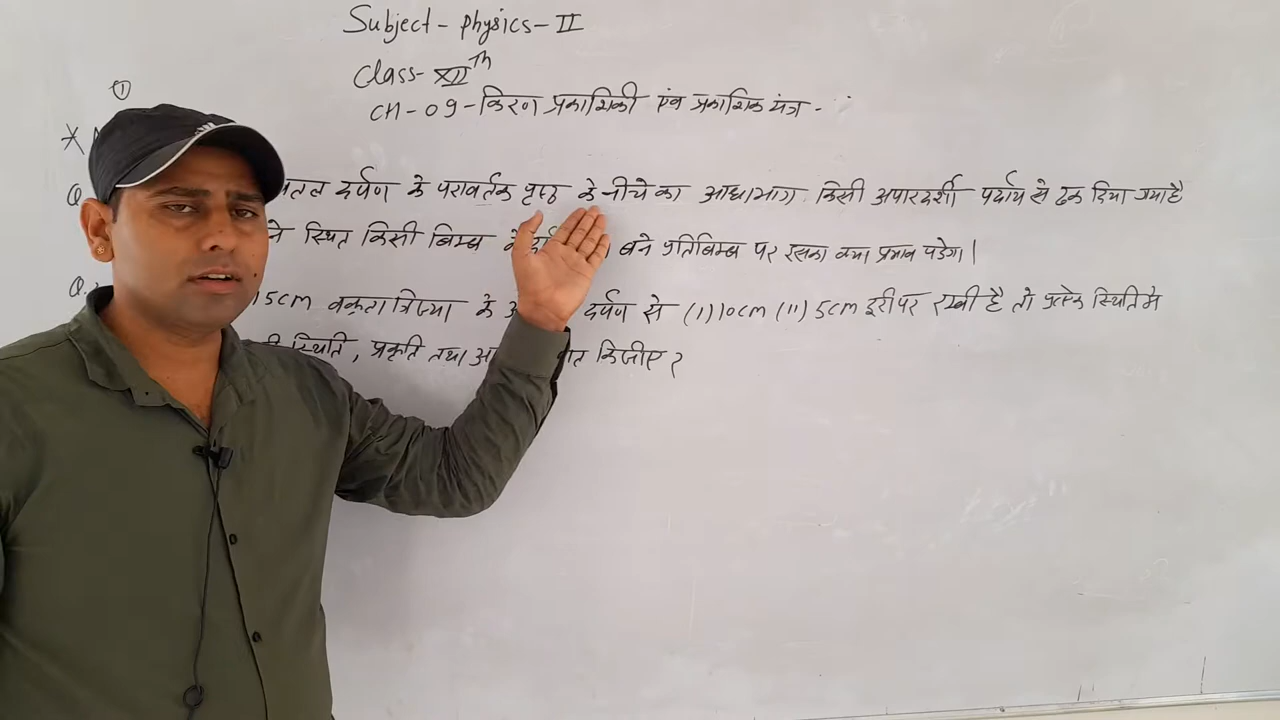 Subject - Physics - II
Class - XII Th
CH - 09 - किरण प्रकाशिकी एंव प्रकाशिक यंत्र -
①
Q. दर्पण के परावर्तक पृष्ठ के नीचे का आधाभाग किसी अपारदर्शी पर्दाथ से ढक दिया गया है
स्थित किसी बिम्ब के बने प्रतिबिम्ब पर इसका क्या प्रभाव पडेगा।
Q. 15cm वक्रता त्रिज्या के दर्पण से (I) 10cm (II) 5cm दूरी पर रखी है तो प्रत्येक स्थिति मे
स्थिति, प्रकृति तथा किजीए ?